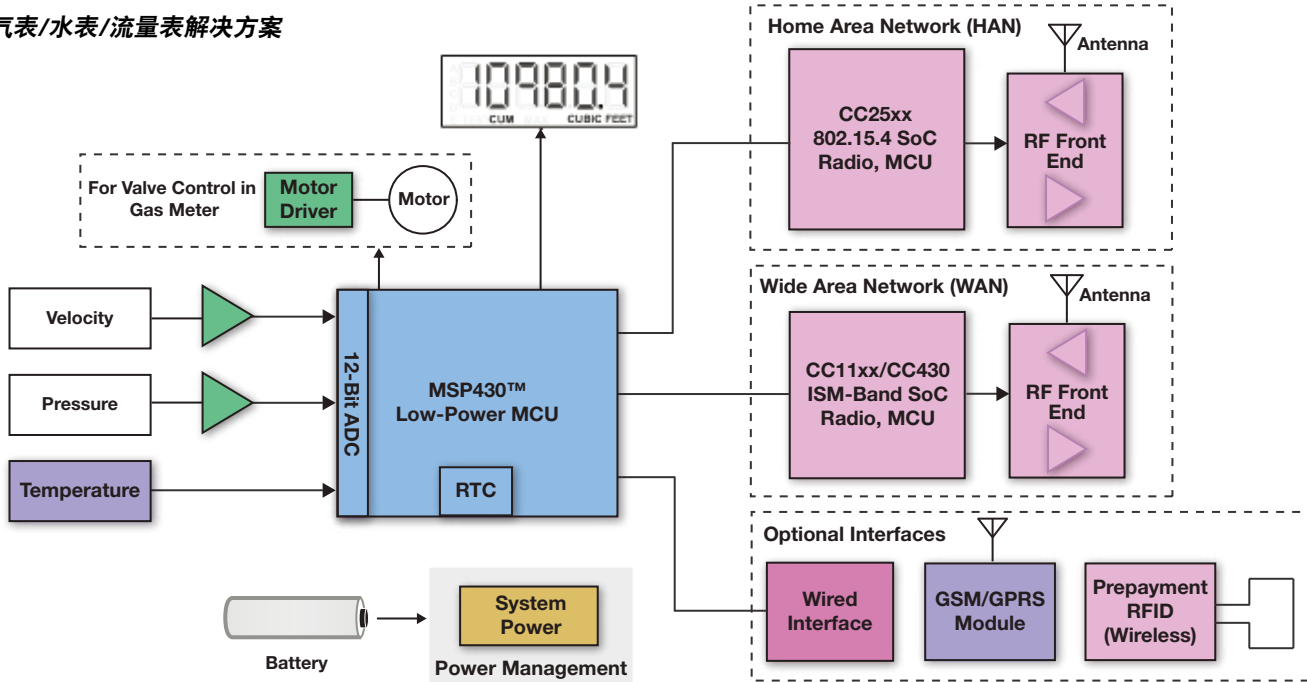 气表/水表/流量表解决方案
10980.4
CUM
CUBIC FEET
For Valve Control in
Gas Meter
Motor
Driver
Motor
Velocity
Pressure
Temperature
12-Bit ADC
MSP430™
Low-Power MCU
RTC
Battery
System
Power
Power Management
Home Area Network (HAN)
Antenna
CC25xx
802.15.4 SoC
Radio, MCU
RF Front
End
Wide Area Network (WAN)
Antenna
CC11xx/CC430
ISM-Band SoC
Radio, MCU
RF Front
End
Optional Interfaces
Wired
Interface
GSM/GPRS
Module
Prepayment
RFID
(Wireless)